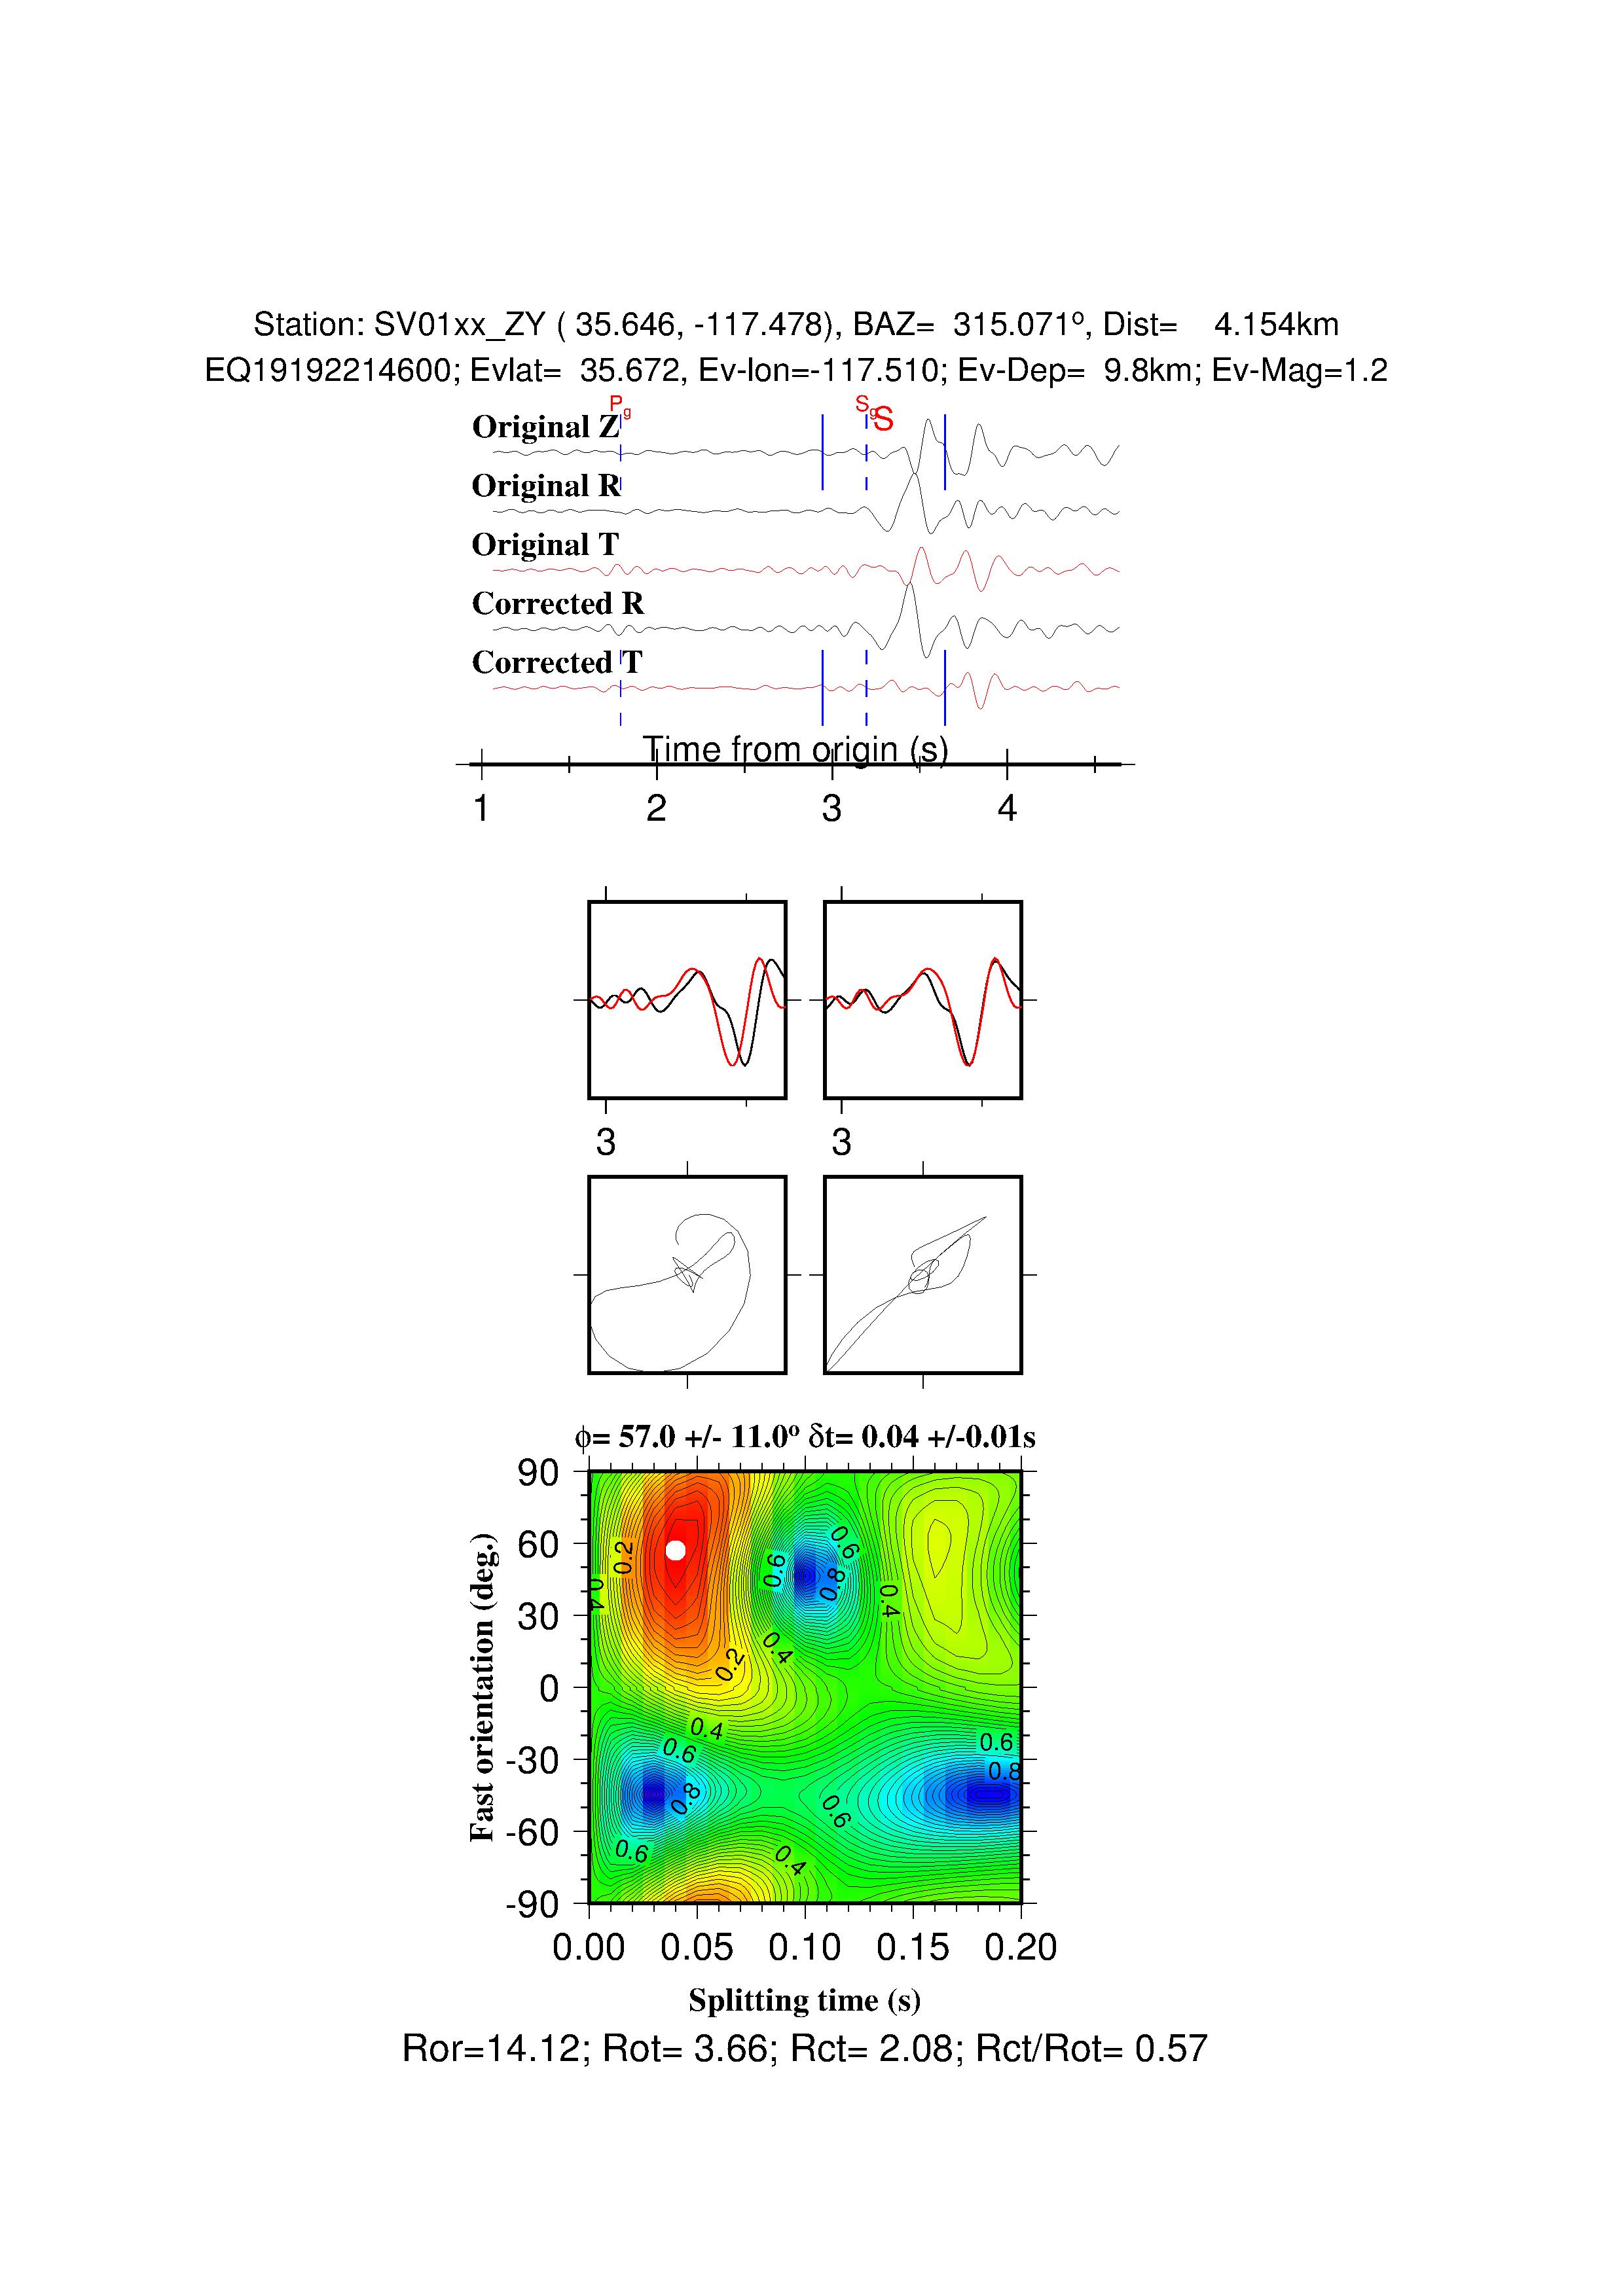 Station: SV01xx_ZY ( 35.646, -117.478), BAZ= 315.071º, Dist= 4.154km
EQ19192214600; Evlat= 35.672, Ev-lon=-117.510; Ev-Dep= 9.8km; Ev-Mag=1.2
Pg Sg S
Original Z
Original R
Original T
Corrected R
Corrected T
Time from origin (s)
1 2 3 4
3 3
ϕ= 57.0 +/- 11.0º δt= 0.04 +/-0.01s
Fast orientation (deg.)
90
60
30
0
-30
-60
-90
0.2 0.6 0.6 0.8
0.4 0.4
0.2 0.4
0.4 0.6 0.6
0.8 0.8
0.6 0.6
0.4
0.00 0.05 0.10 0.15 0.20
Splitting time (s)
Ror=14.12; Rot= 3.66; Rct= 2.08; Rct/Rot= 0.57